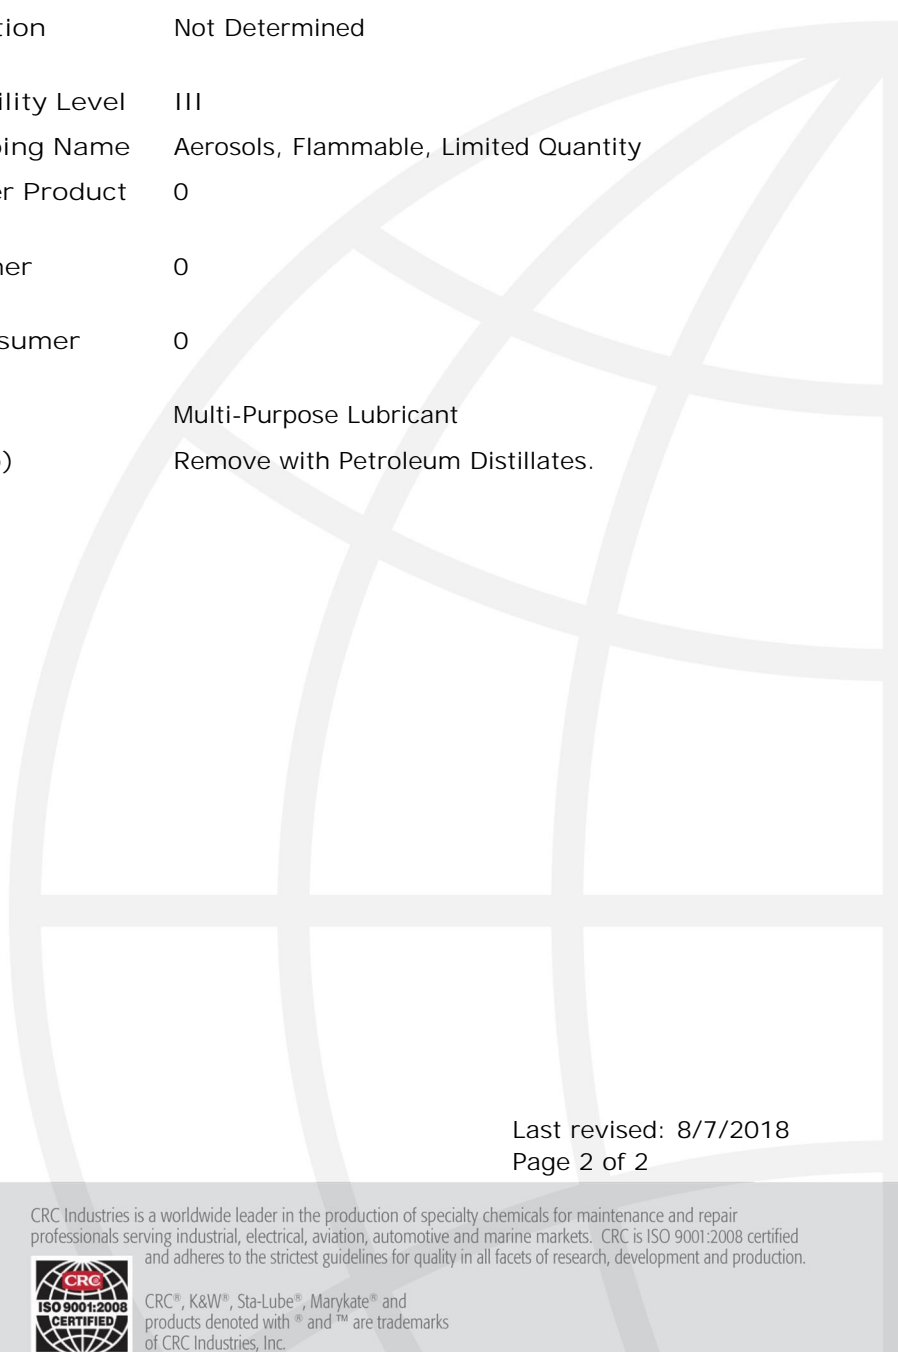 tion Not Determined
ility Level III
ping Name Aerosols, Flammable, Limited Quantity
er Product 0
ner 0
sumer 0
Multi-Purpose Lubricant
) Remove with Petroleum Distillates.
Last revised: 8/7/2018
Page 2 of 2
CRC Industries is a worldwide leader in the production of specialty chemicals for maintenance and repair
professionals serving industrial, electrical, aviation, automotive and marine markets. CRC is ISO 9001:2008 certified
and adheres to the strictest guidelines for quality in all facets of research, development and production.
CRC
ISO 9001:2008
CERTIFIED
CRC®, K&W®, Sta-Lube®, Marykate® and
products denoted with ® and ™ are trademarks
of CRC Industries, Inc.